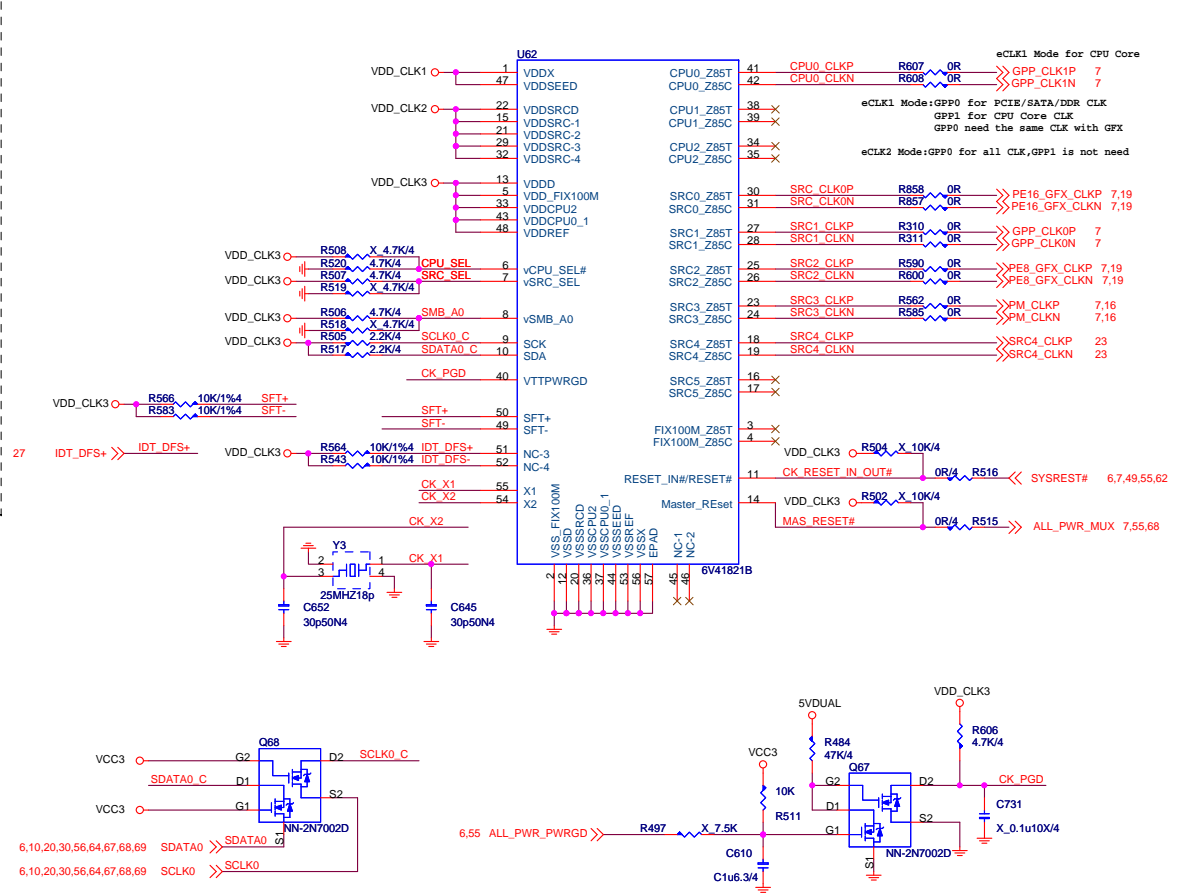 U62
eCLK1 Mode for CPU Core
VDD_CLK1 1 VDDX CPU0_Z85T 41 CPU0_CLKP R607 0R GPP_CLK1P 7
47 VDDSEED CPU0_Z85C 42 CPU0_CLKN R608 0R GPP_CLK1N 7
VDD_CLK2 22 VDDSRCD CPU1_Z85T 38
eCLK1 Mode:GPP0 for PCIE/SATA/DDR CLK
15 VDDSRC-1 CPU1_Z85C 39
GPP1 for CPU Core CLK
21 VDDSRC-2
GPP0 need the same CLK with GFX
29 VDDSRC-3 CPU2_Z85T 34
32 VDDSRC-4 CPU2_Z85C 35
eCLK2 Mode:GPP0 for all CLK,GPP1 is not need
VDD_CLK3 13 VDDD
5 VDD_FIX100M SRC0_Z85T 30 SRC_CLK0P R858 0R PE16_GFX_CLKP 7,19
33 VDDCPU2 SRC0_Z85C 31 SRC_CLK0N R857 0R PE16_GFX_CLKN 7,19
43 VDDCPU0_1
48 VDDREF SRC1_Z85T 27 SRC1_CLKP R310 0R GPP_CLK0P 7
SRC1_Z85C 28 SRC1_CLKN R311 0R GPP_CLK0N 7
VDD_CLK3 R508 X_4.7K/4
R520 4.7K/4 CPU_SEL 6 vCPU_SEL# SRC2_Z85T 25 SRC2_CLKP R590 0R PE8_GFX_CLKP 7,19
VDD_CLK3 R507 4.7K/4 SRC_SEL 7 vSRC_SEL SRC2_Z85C 26 SRC2_CLKN R600 0R PE8_GFX_CLKN 7,19
R519 X_4.7K/4
SRC3_Z85T 23 SRC3_CLKP R562 0R PM_CLKP 7,16
VDD_CLK3 R506 4.7K/4 SMB_A0 8 vSMB_A0 SRC3_Z85C 24 SRC3_CLKN R585 0R PM_CLKN 7,16
R518 X_4.7K/4
VDD_CLK3 R505 2.2K/4 SCLK0_C 9 SCK SRC4_Z85T 18 SRC4_CLKP SRC4_CLKP 23
R517 2.2K/4 SDATA0_C 10 SDA SRC4_Z85C 19 SRC4_CLKN SRC4_CLKN 23
CK_PGD 40 VTTPWRGD SRC5_Z85T 16
SRC5_Z85C 17
VDD_CLK3 R566 10K/1%4 SFT+
R583 10K/1%4 SFT-
SFT+ 50 SFT+
SFT- 49 SFT- FIX100M_Z85T 3
FIX100M_Z85C 4
27 IDT_DFS+ IDT_DFS+ VDD_CLK3 R564 10K/1%4 IDT_DFS+ 51 NC-3 VDD_CLK3 R504 X_10K/4
R543 10K/1%4 IDT_DFS- 52 NC-4
RESET_IN#/RESET# 11 CK_RESET_IN_OUT# 0R/4 R516 SYSREST# 6,7,49,55,62
CK_X1 55 X1
CK_X2 54 X2 Master_REset 14 VDD_CLK3 R502 X_10K/4
MAS_RESET# 0R/4 R515 ALL_PWR_MUX 7,55,68
VSS_FIX100M VSSD VSSSRCD VSSCPU2 VSSCPU0_1 VSSSEED VSSREF VSSX EPAD NC-1 NC-2
6V41821B
2 12 20 36 37 44 53 56 57 45 46
CK_X2
Y3
2 1 CK_X1
3 4
25MHZ18p
C652 C645
30p50N4 30p50N4
Q68
VCC3 G2 D2 SCLK0_C
SDATA0_C D1
S2
VCC3 G1
NN-2N7002D
S1
6,10,20,30,56,64,67,68,69 SDATA0 SDATA0
6,10,20,30,56,64,67,68,69 SCLK0 SCLK0
VDD_CLK3
5VDUAL
R606
4.7K/4
R484
47K/4
VCC3
Q67
G2 D2 CK_PGD
10K
R511
D1
C731
S2
X_0.1u10X/4
6,55 ALL_PWR_PWRGD R497 X_7.5K G1
NN-2N7002D
C610
S1
C1u6.3/4